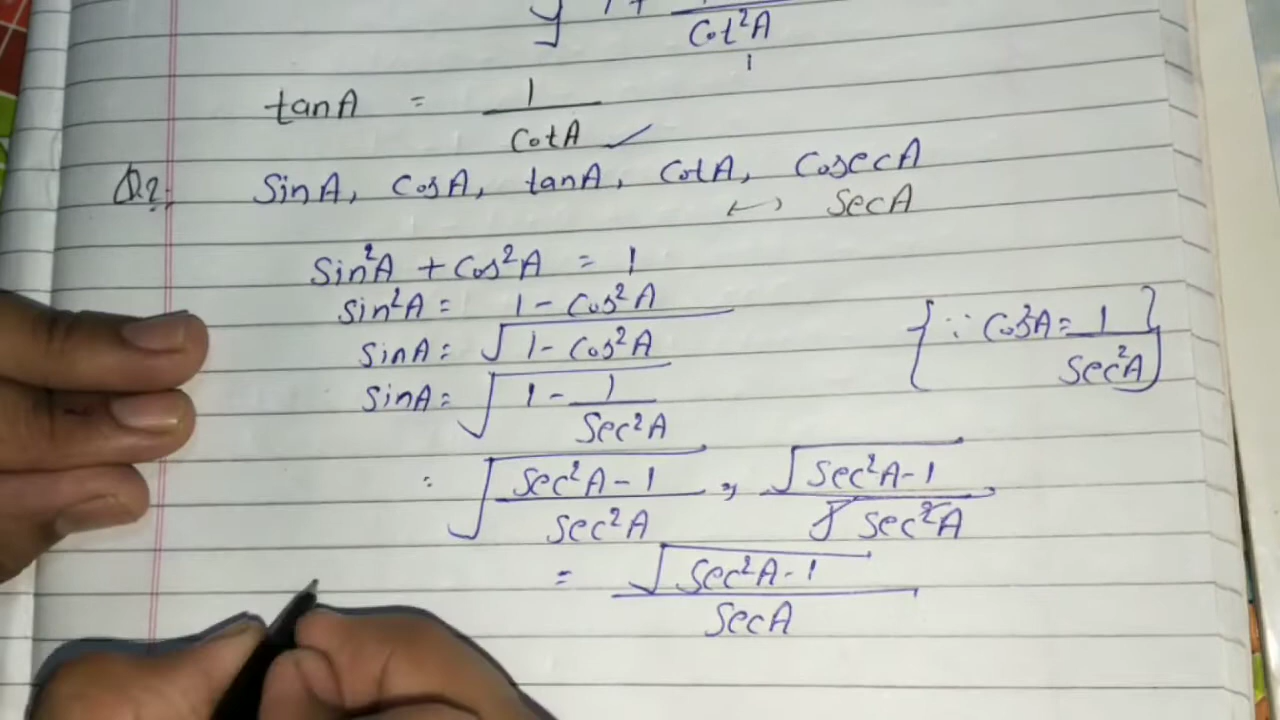 Cot²A
tanA = 1/CotA ✓
Q2. SinA, CosA, tanA, CotA, CosecA
SecA
Sin²A + Cos²A = 1
Sin²A = 1 - Cos²A
SinA = √(1 - Cos²A)
{∵ Cos²A = 1/Sec²A}
SinA = √(1 - 1/Sec²A)
= √((Sec²A - 1)/Sec²A) , √(Sec²A - 1)/√Sec²A
= √(Sec²A - 1)/SecA